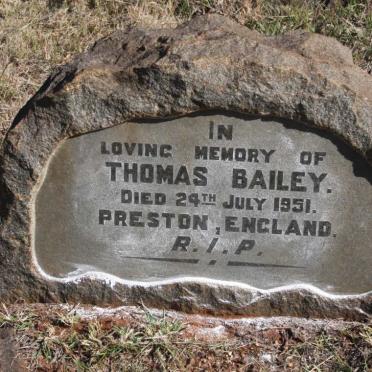 IN
LOVING MEMORY OF
THOMAS BAILEY.
DIED 24TH JULY 1951.
PRESTON, ENGLAND.
R.I.P.